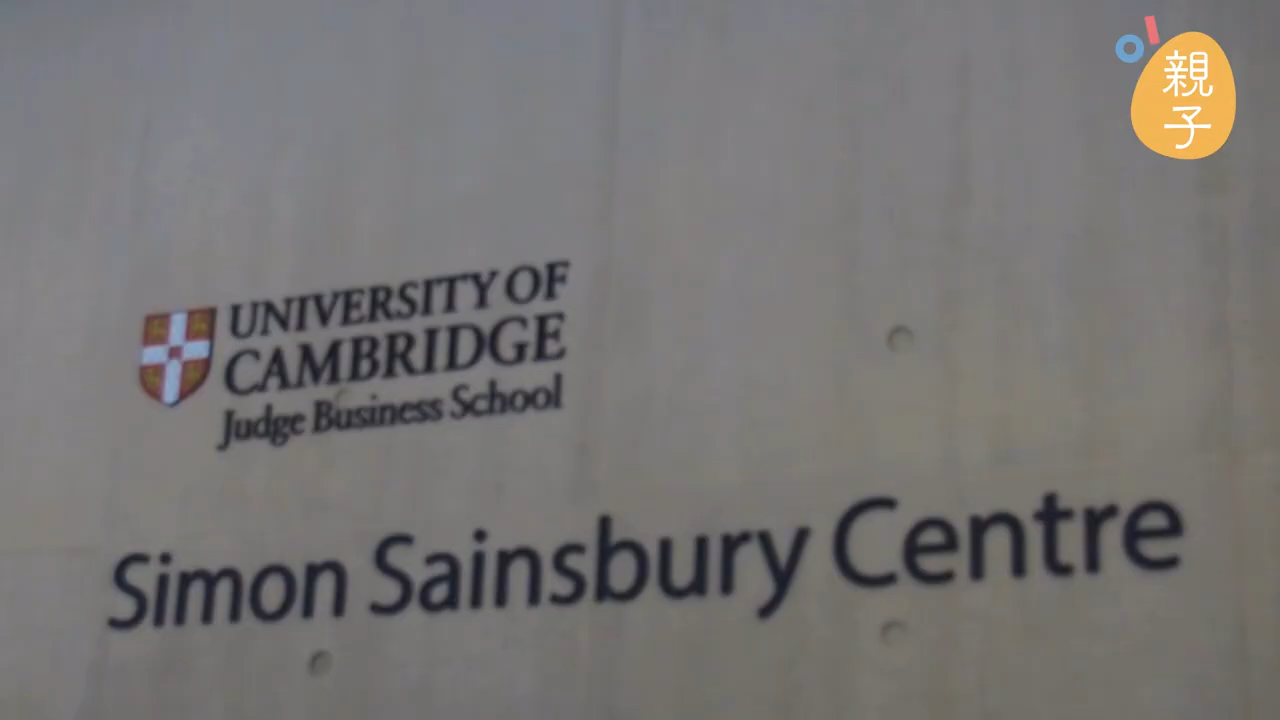 親
子
UNIVERSITY OF
CAMBRIDGE
Judge Business School
Simon Sainsbury Centre